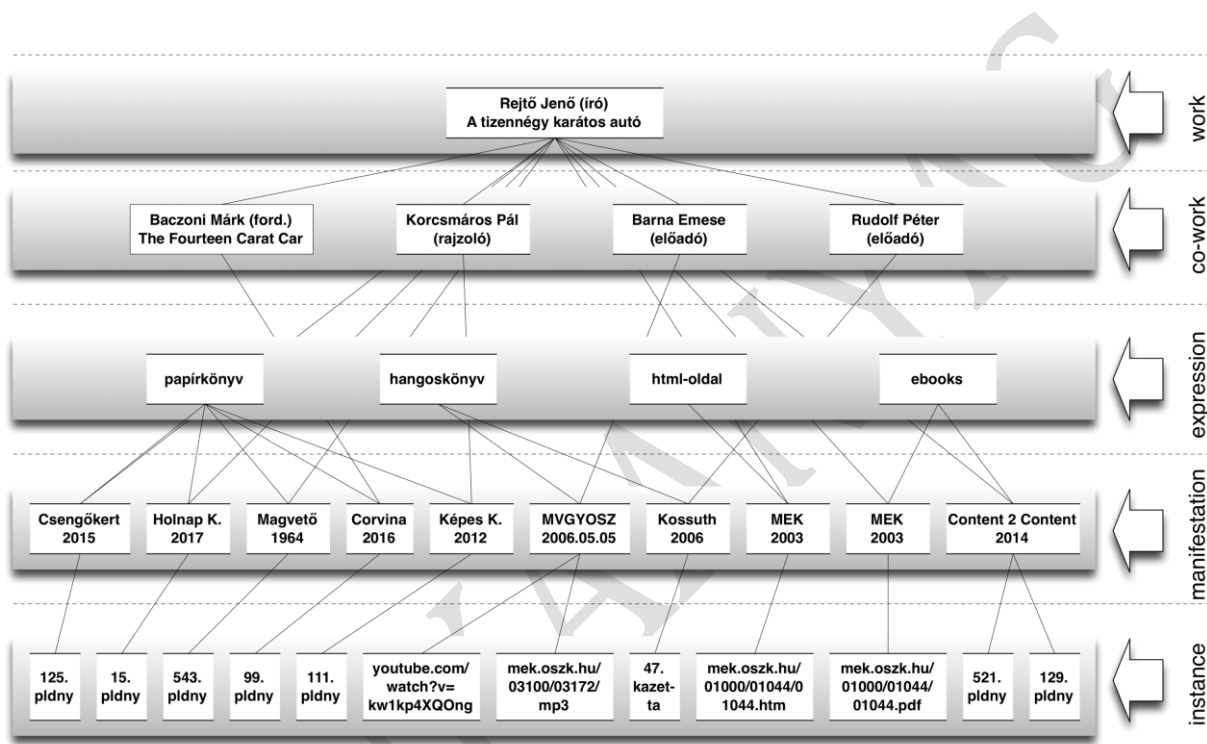 Rejtő Jenő (író)
A tizennégy karátos autó
work
Baczoni Márk (ford.)
The Fourteen Carat Car
Korcsmáros Pál
(rajzoló)
Barna Emese
(előadó)
Rudolf Péter
(előadó)
co-work
papírkönyv
hangoskönyv
html-oldal
ebooks
expression
Csengőkert
2015
Holnap K.
2017
Magvető
1964
Corvina
2016
Képes K.
2012
MVGYOSZ
2006.05.05
Kossuth
2006
MEK
2003
MEK
2003
Content 2 Content
2014
manifestation
125.
pldny
15.
pldny
543.
pldny
99.
pldny
111.
pldny
youtube.com/
watch?v=
kw1kp4XQOng
mek.oszk.hu/
03100/03172/
mp3
47.
kazet-
ta
mek.oszk.hu/
01000/01044/0
1044.htm
mek.oszk.hu/
01000/01044/
01044.pdf
521.
pldny
129.
pldny
instance